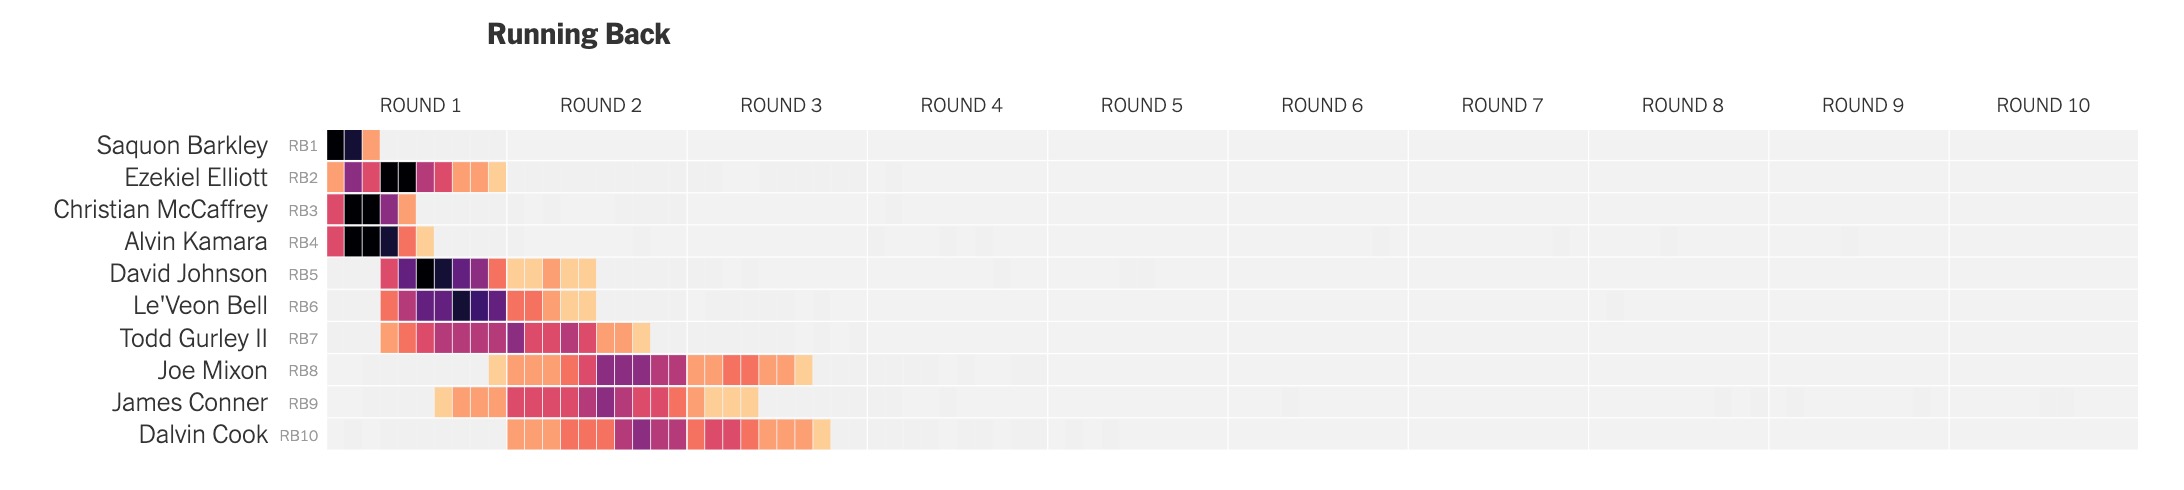 Running Back
ROUND 1 ROUND 2 ROUND 3 ROUND 4 ROUND 5 ROUND 6 ROUND 7 ROUND 8 ROUND 9 ROUND 10
Saquon Barkley RB1
Ezekiel Elliott RB2
Christian McCaffrey RB3
Alvin Kamara RB4
David Johnson RB5
Le'Veon Bell RB6
Todd Gurley II RB7
Joe Mixon RB8
James Conner RB9
Dalvin Cook RB10